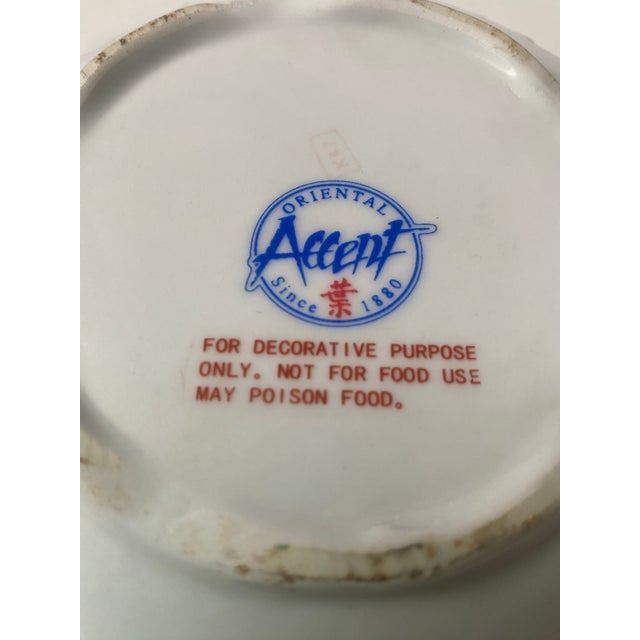 ORIENTAL
Accent
Since 葉 1880
FOR DECORATIVE PURPOSE
ONLY。 NOT FOR FOOD USE
MAY POISON FOOD。